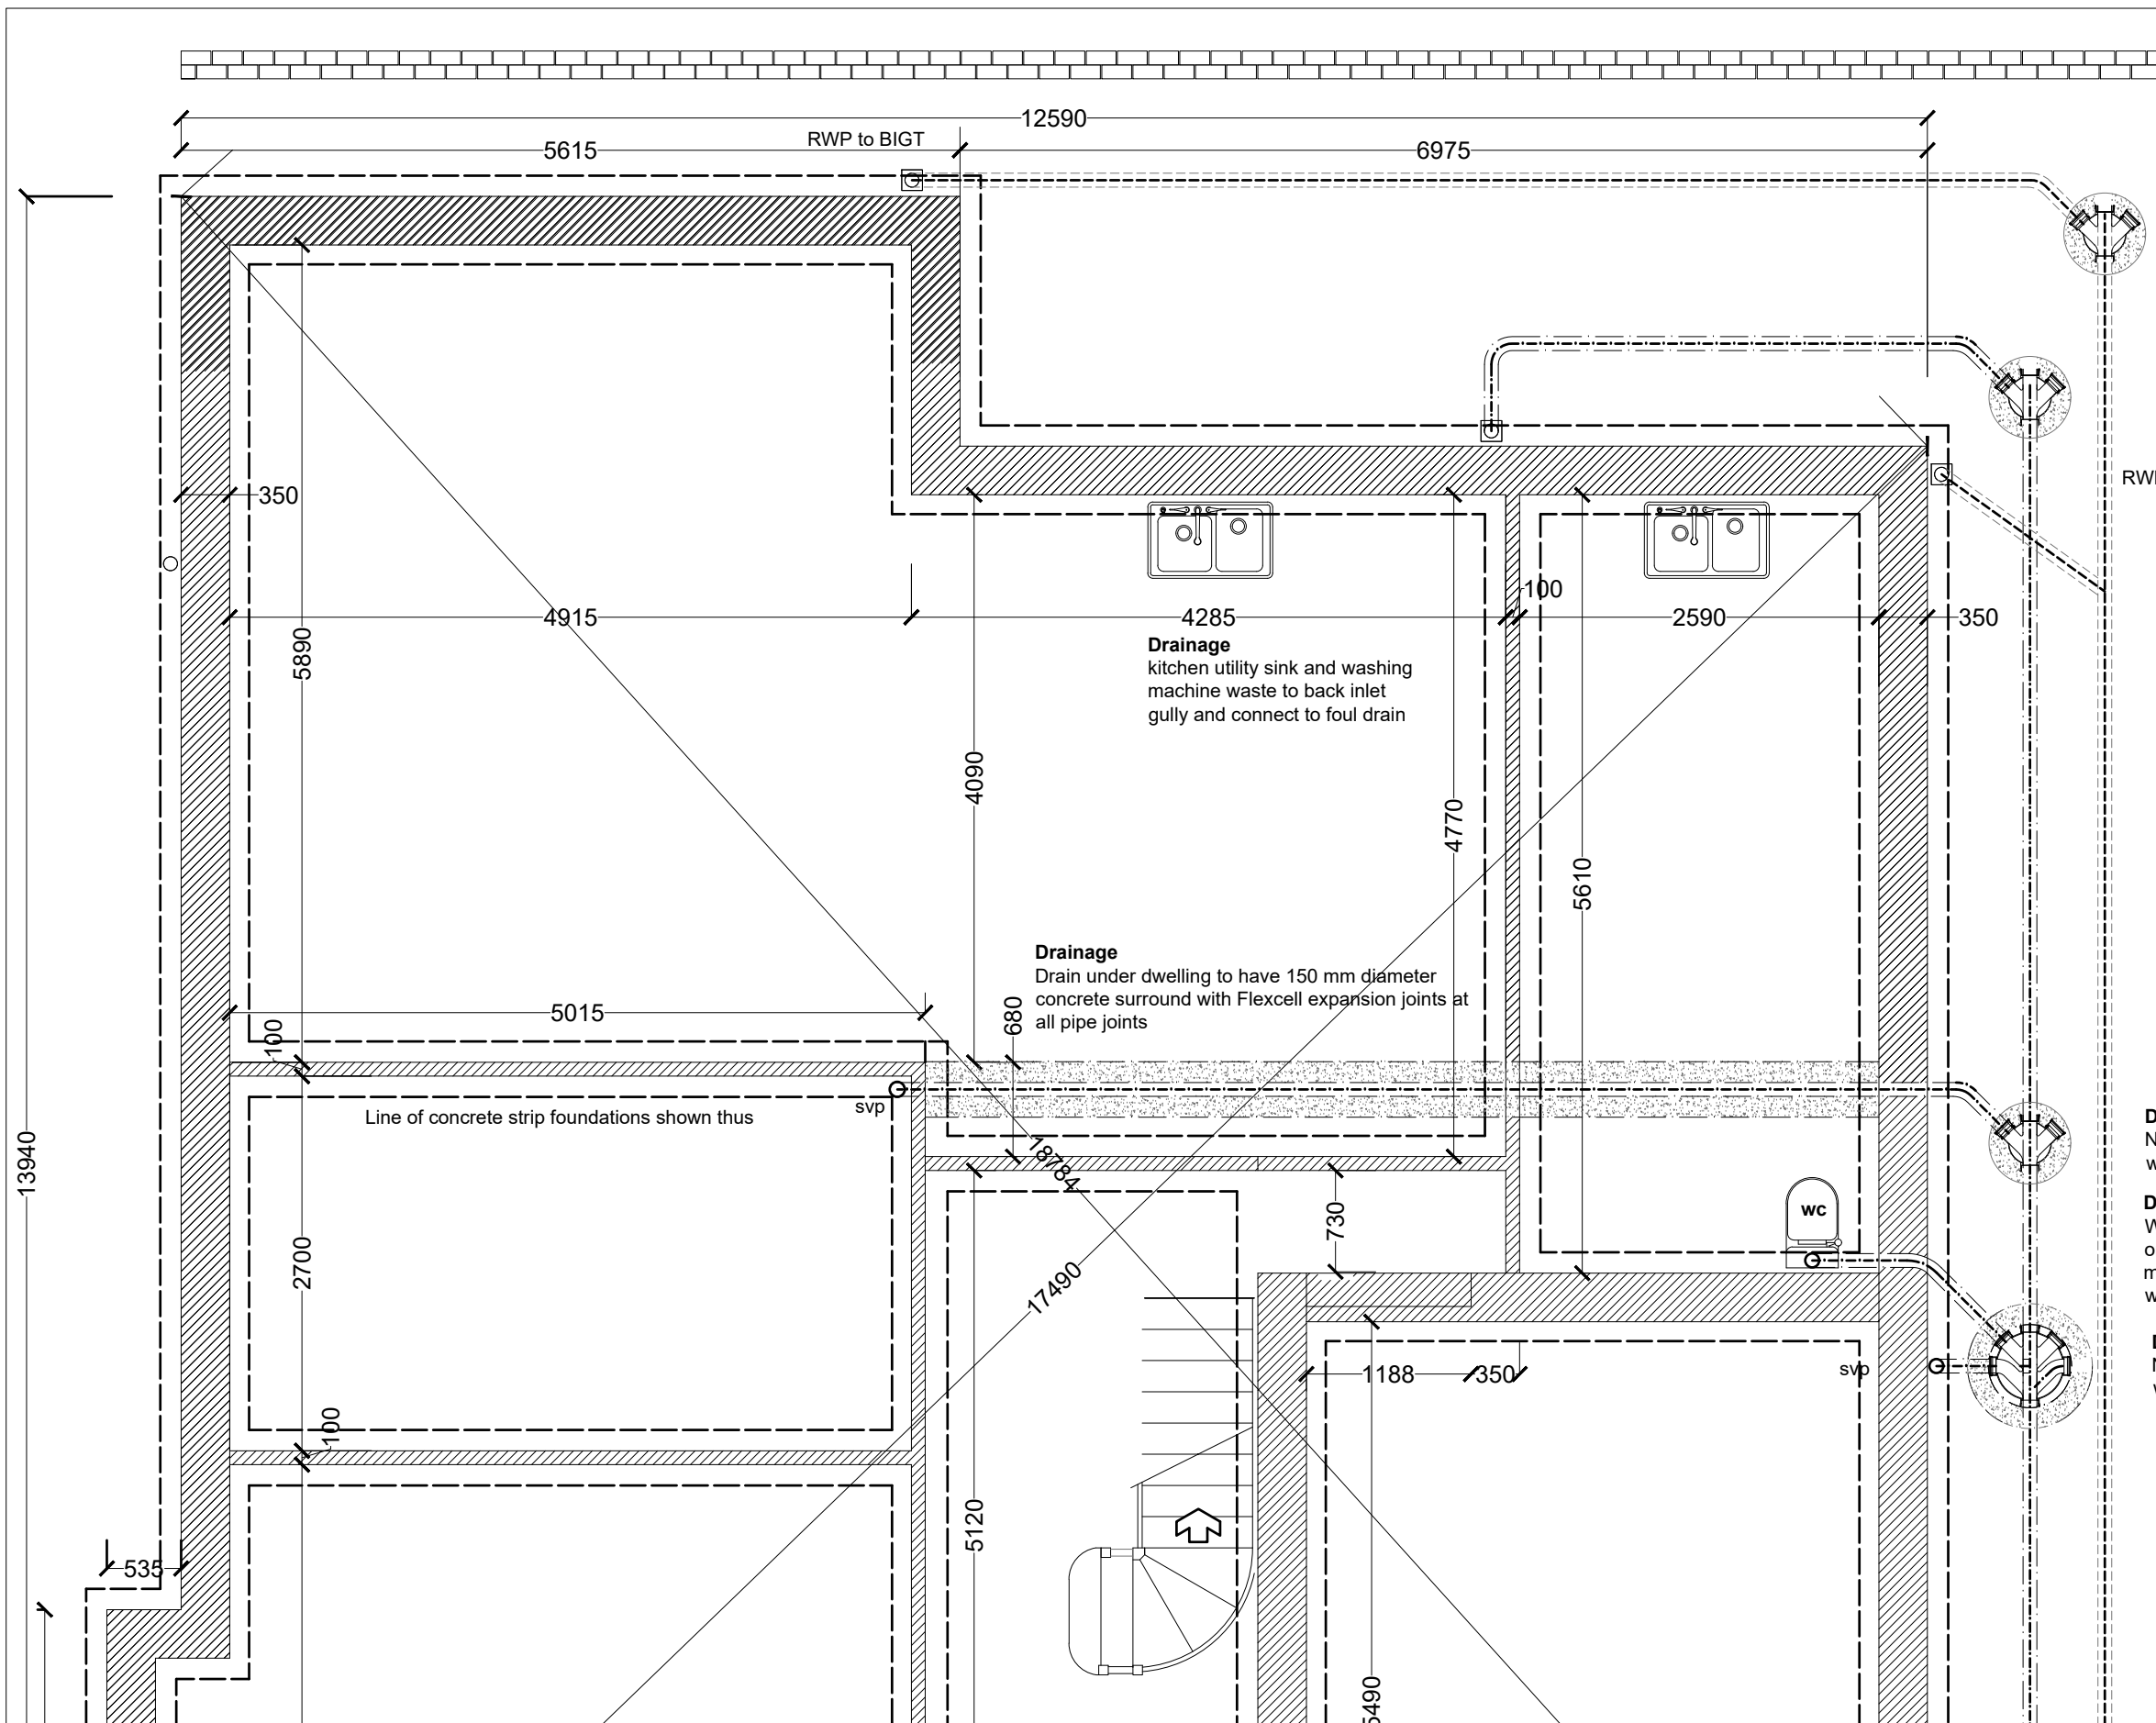 12590
5615
RWP to BIGT
6975
350
RW
4915
4285
100
2590
350
5890
Drainage
kitchen utility sink and washing
machine waste to back inlet
gully and connect to foul drain
4090
4770
5610
Drainage
Drain under dwelling to have 150 mm diameter
concrete surround with Flexcell expansion joints at
all pipe joints
5015
680
100
svp
Line of concrete strip foundations shown thus
13940
18784
wc
730
2700
17490
svp
1188
350
100
5120
535
5490